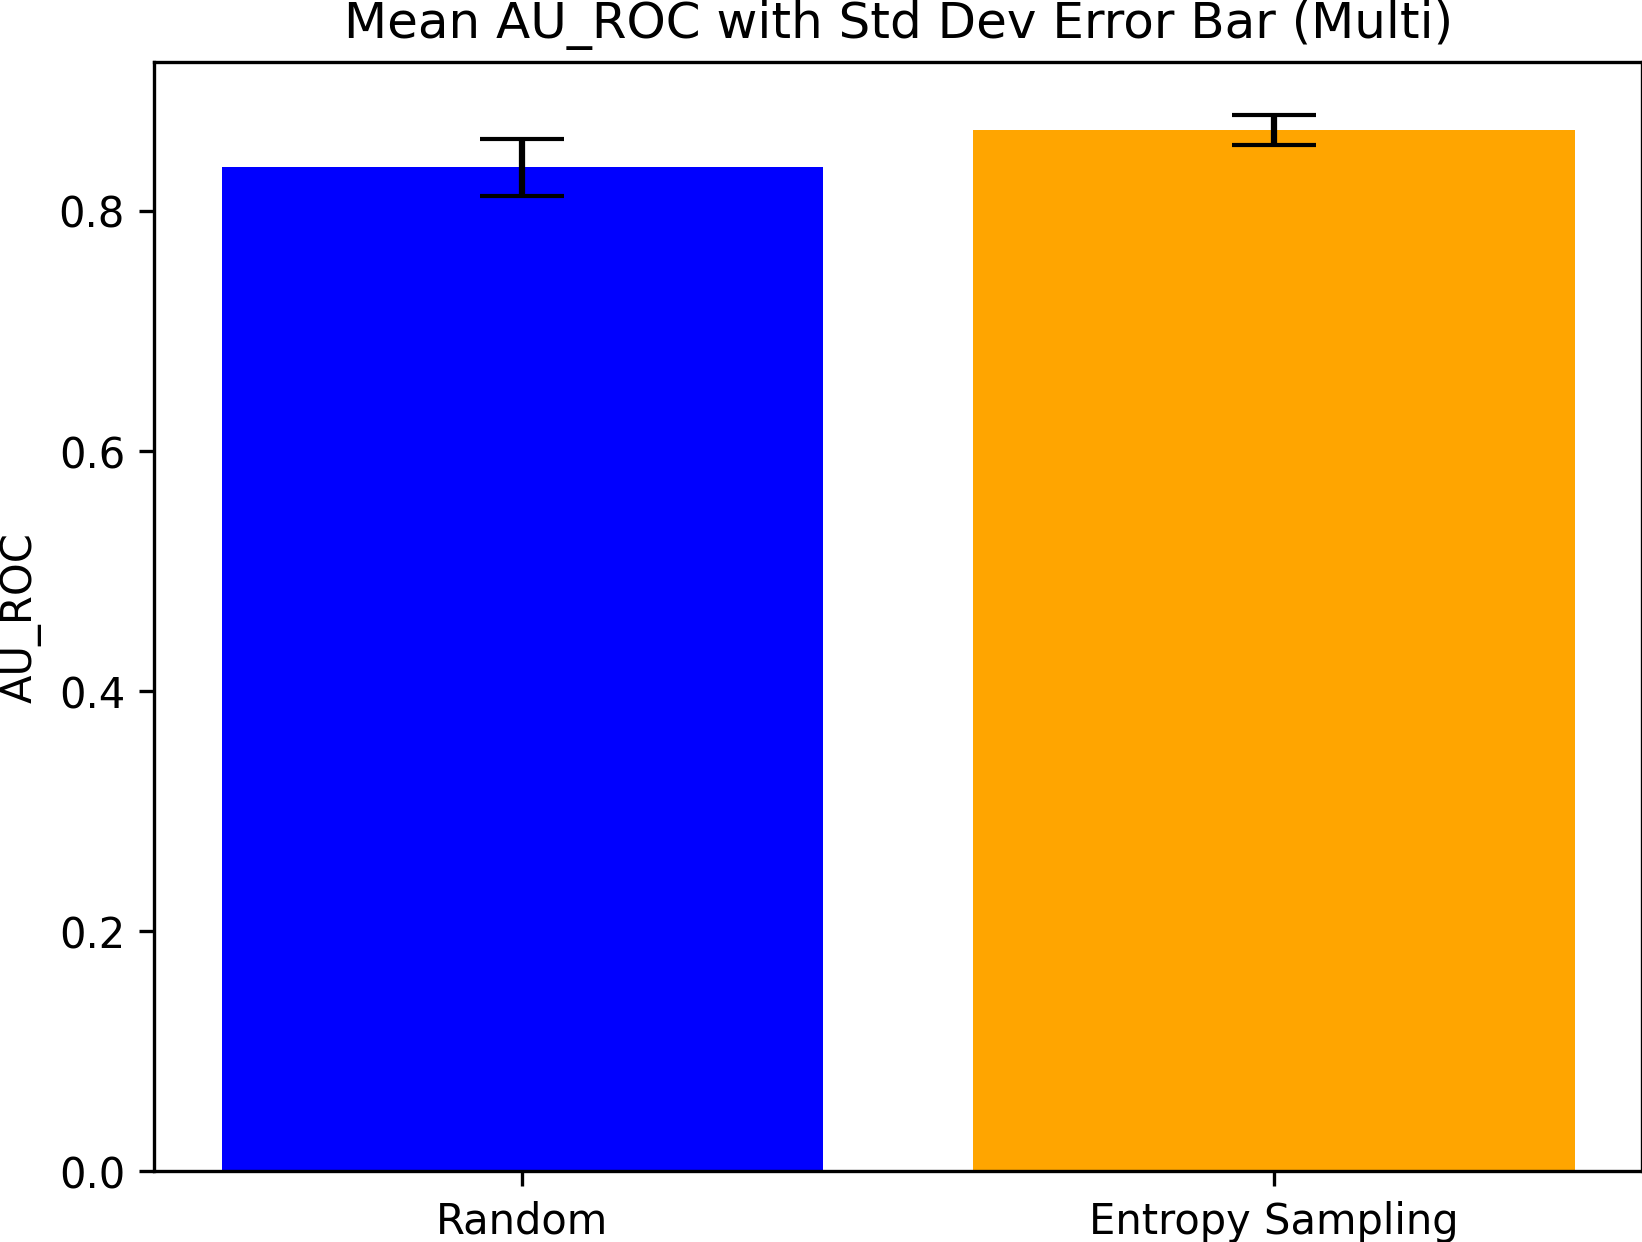 Mean AU_ROC with Std Dev Error Bar (Multi)
AU_ROC
0.8
0.6
0.4
0.2
0.0
Random
Entropy Sampling